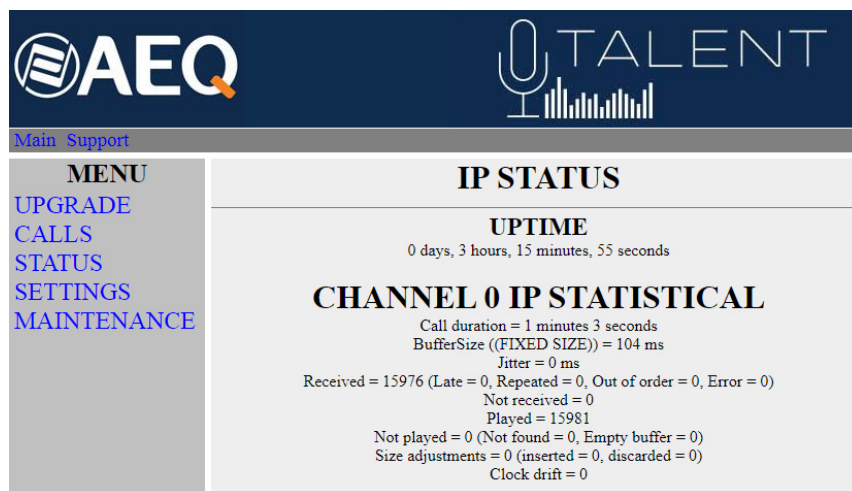 AEQ
TALENT
Main Support
MENU
UPGRADE
CALLS
STATUS
SETTINGS
MAINTENANCE
IP STATUS
UPTIME
0 days, 3 hours, 15 minutes, 55 seconds
CHANNEL 0 IP STATISTICAL
Call duration = 1 minutes 3 seconds
BufferSize ((FIXED SIZE)) = 104 ms
Jitter = 0 ms
Received = 15976 (Late = 0, Repeated = 0, Out of order = 0, Error = 0)
Not received = 0
Played = 15981
Not played = 0 (Not found = 0, Empty buffer = 0)
Size adjustments = 0 (inserted = 0, discarded = 0)
Clock drift = 0